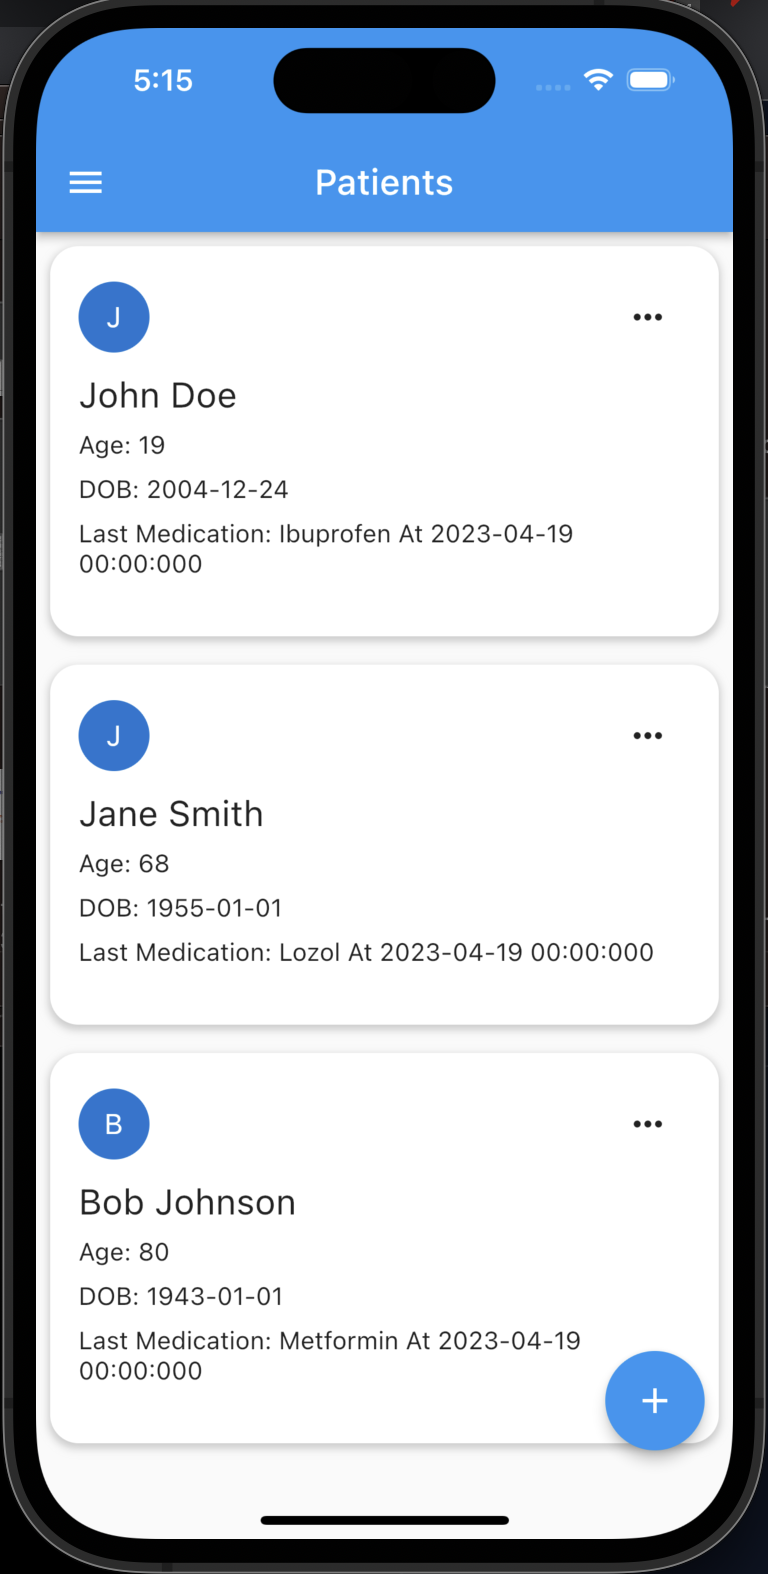 5:15
Patients
J
John Doe
Age: 19
DOB: 2004-12-24
Last Medication: Ibuprofen At 2023-04-19
00:00:000
J
Jane Smith
Age: 68
DOB: 1955-01-01
Last Medication: Lozol At 2023-04-19 00:00:000
B
Bob Johnson
Age: 80
DOB: 1943-01-01
Last Medication: Metformin At 2023-04-19
00:00:000
+